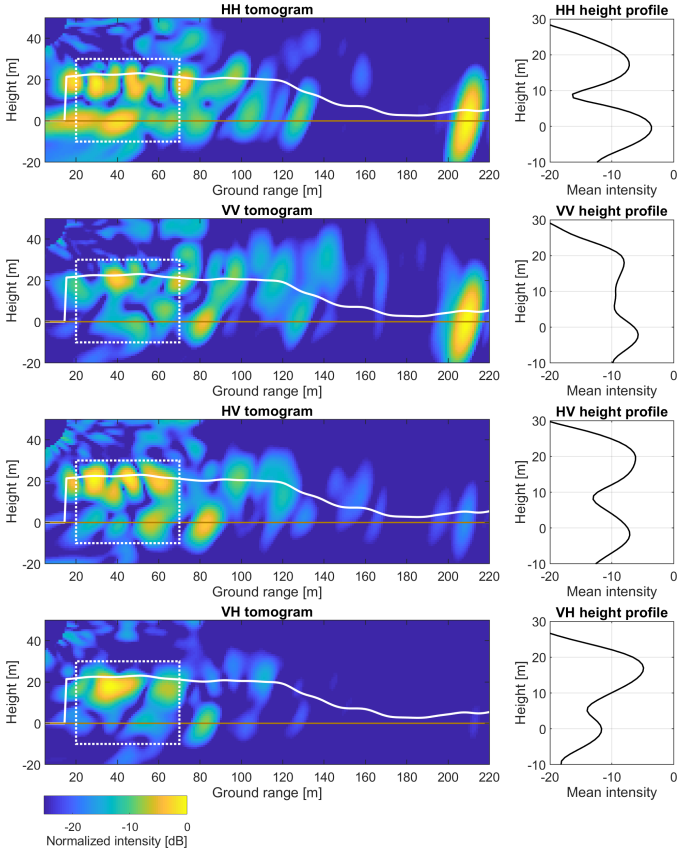 HH tomogram
HH height profile
Height [m]
40
20
0
-20
20 40 60 80 100 120 140 160 180 200 220
Ground range [m]
Height [m]
30
20
10
0
-10
-20 -10 0
Mean intensity
VV tomogram
VV height profile
Height [m]
40
20
0
-20
20 40 60 80 100 120 140 160 180 200 220
Ground range [m]
Height [m]
30
20
10
0
-10
-20 -10 0
Mean intensity
HV tomogram
HV height profile
Height [m]
40
20
0
-20
20 40 60 80 100 120 140 160 180 200 220
Ground range [m]
Height [m]
30
20
10
0
-10
-20 -10 0
Mean intensity
VH tomogram
VH height profile
Height [m]
40
20
0
-20
20 40 60 80 100 120 140 160 180 200 220
Ground range [m]
Height [m]
30
20
10
0
-10
-20 -10 0
Mean intensity
-20 -10 0
Normalized intensity [dB]